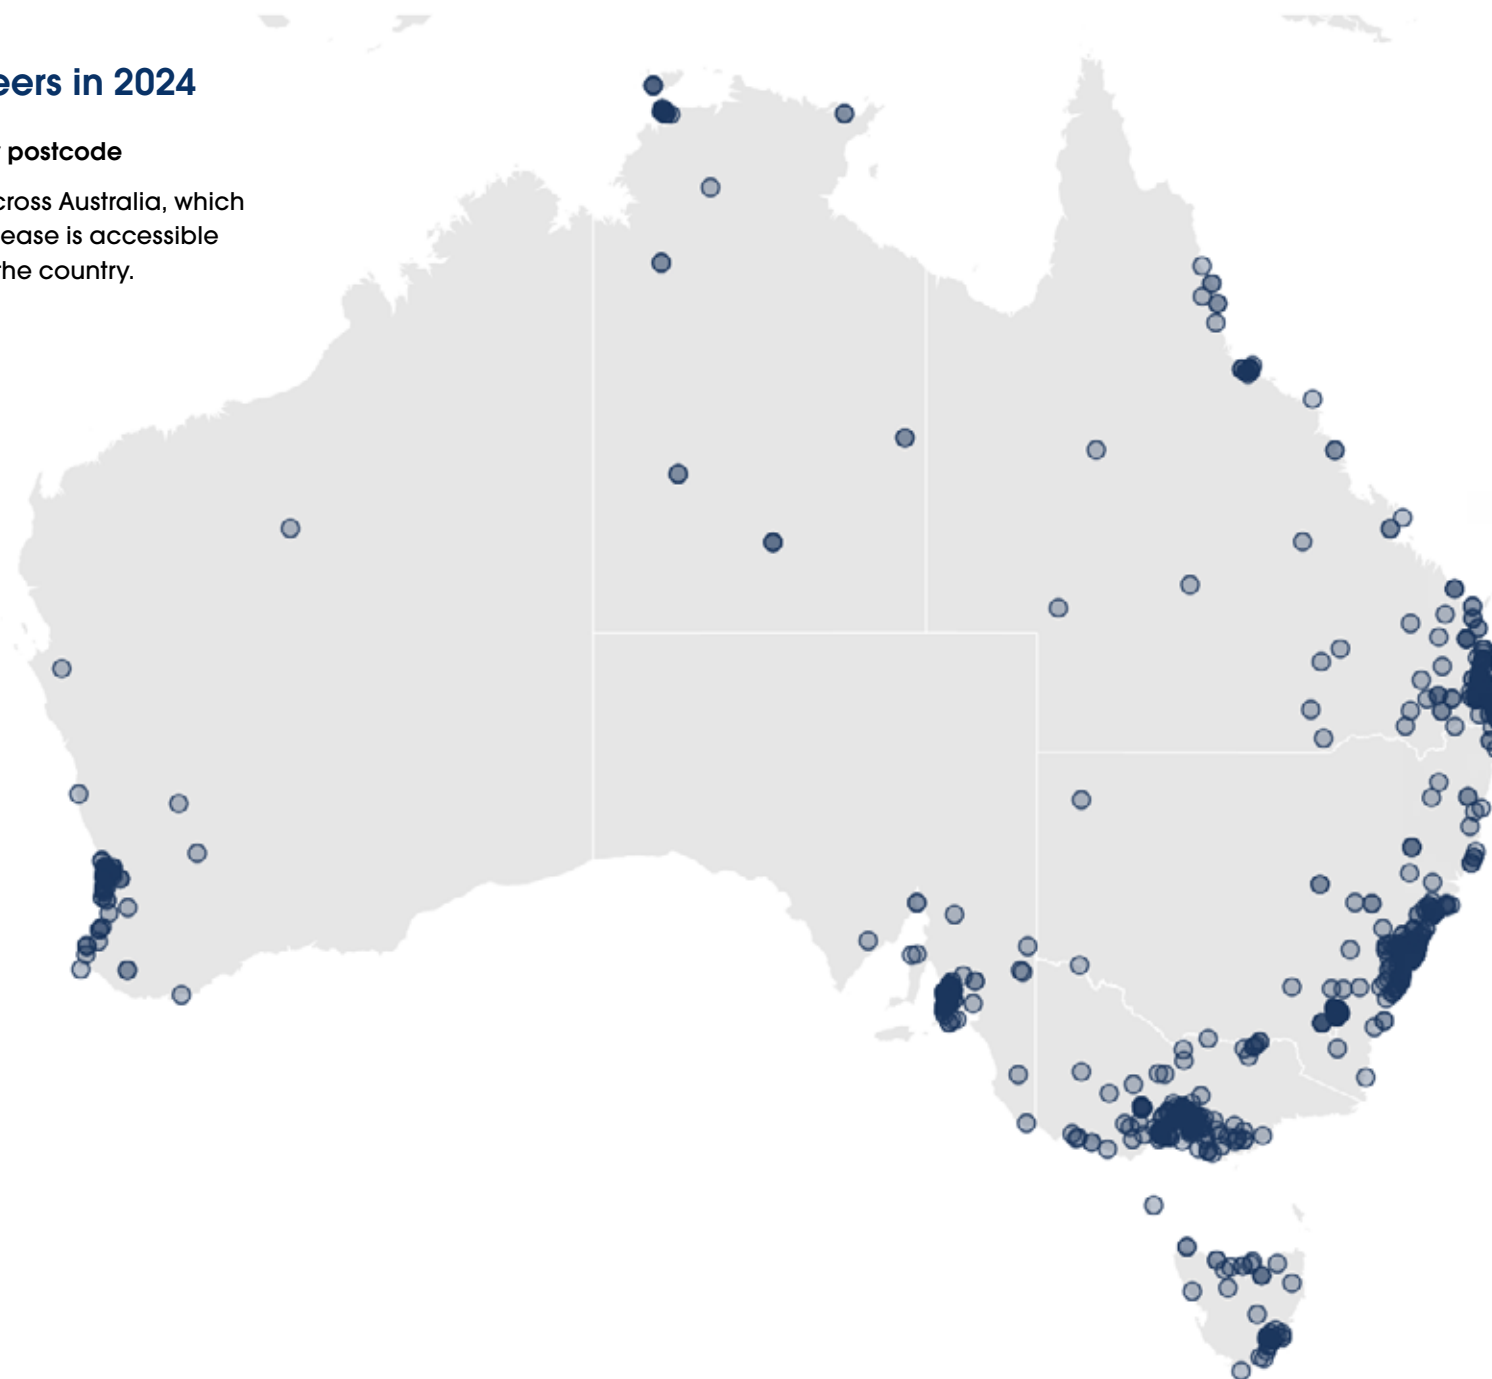 eers in 2024
postcode
cross Australia, which
ease is accessible
the country.